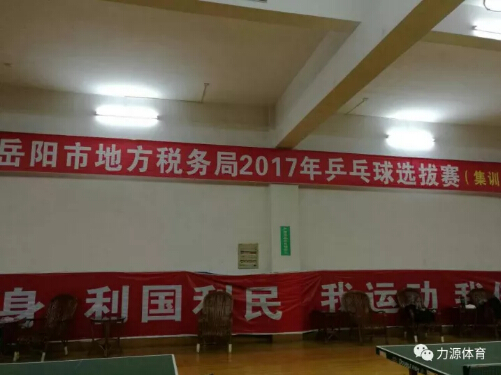 岳阳市地方税务局2017年乒乓球选拔赛（集训
身 利国利民 我运动 我
力源体育